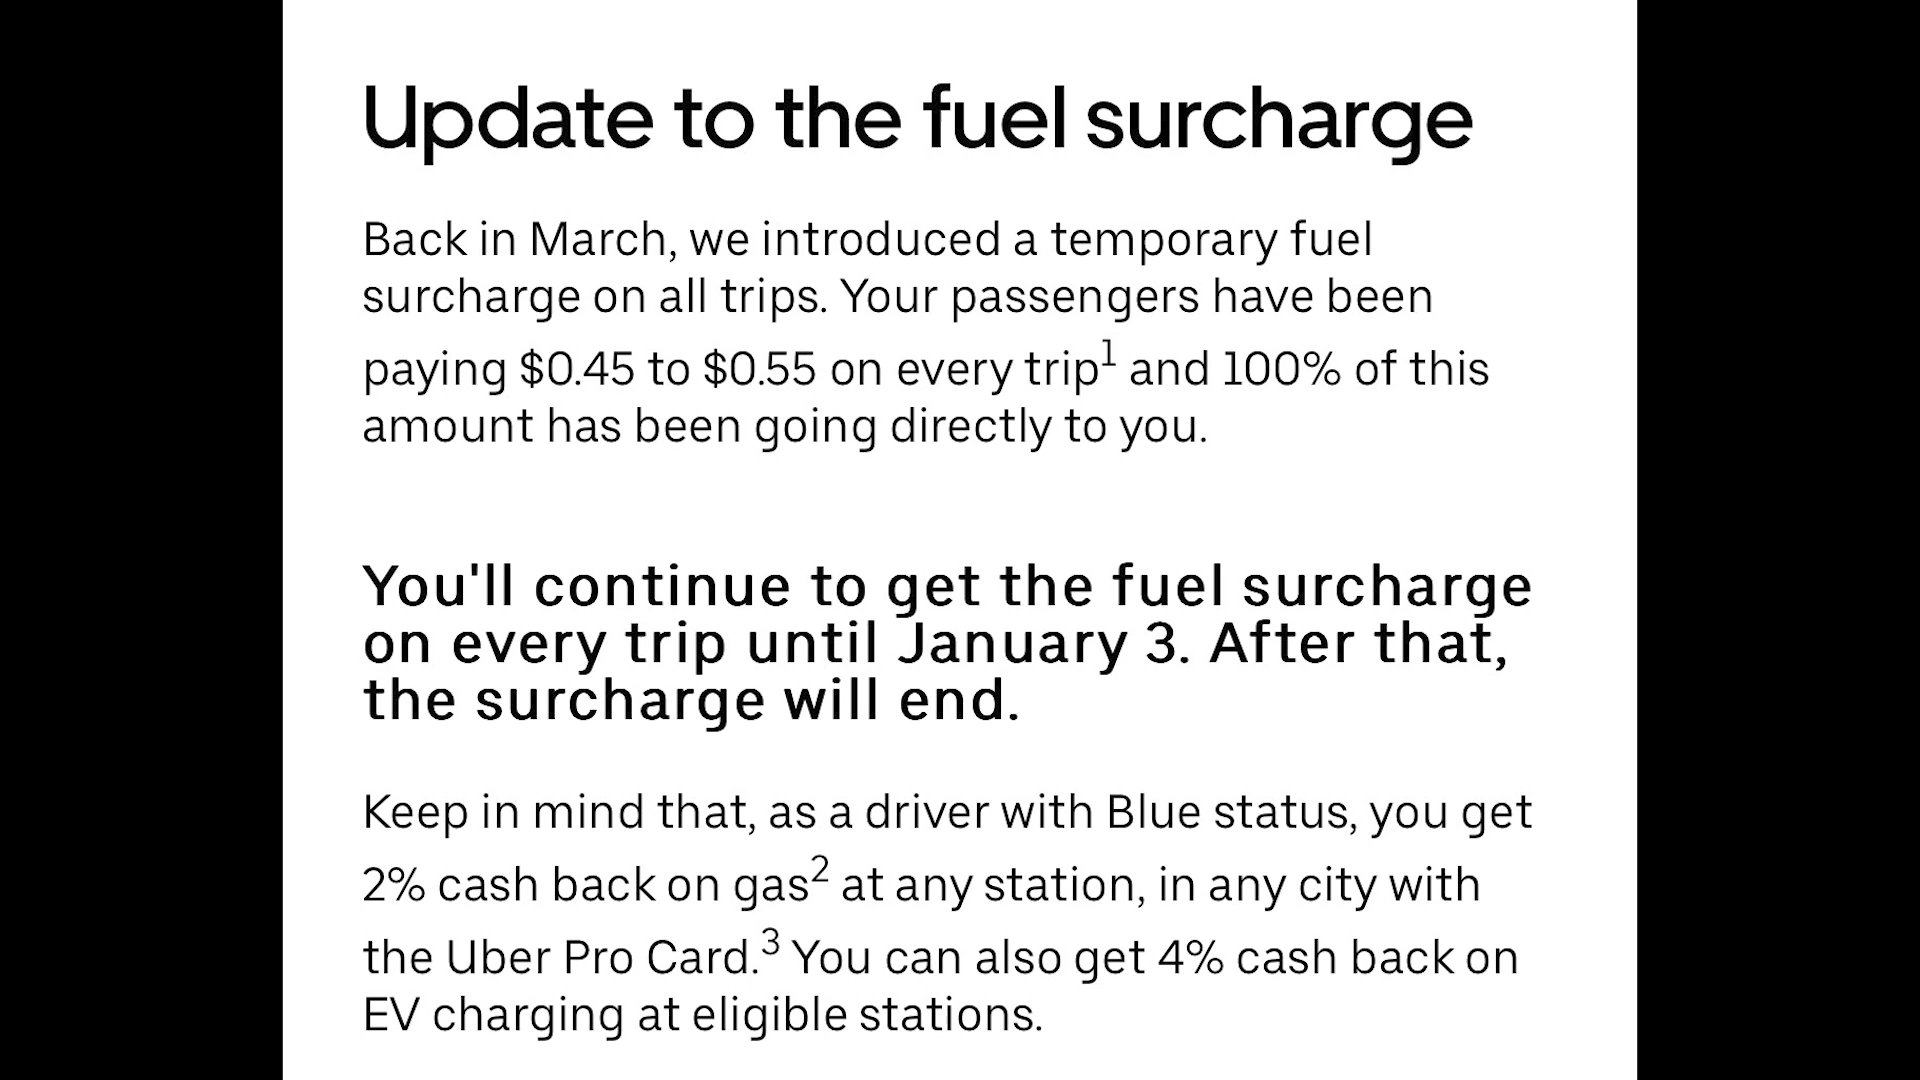 Update to the fuel surcharge
Back in March, we introduced a temporary fuel
surcharge on all trips. Your passengers have been
paying $0.45 to $0.55 on every trip¹ and 100% of this
amount has been going directly to you.
You'll continue to get the fuel surcharge
on every trip until January 3. After that,
the surcharge will end.
Keep in mind that, as a driver with Blue status, you get
2% cash back on gas² at any station, in any city with
the Uber Pro Card.³ You can also get 4% cash back on
EV charging at eligible stations.